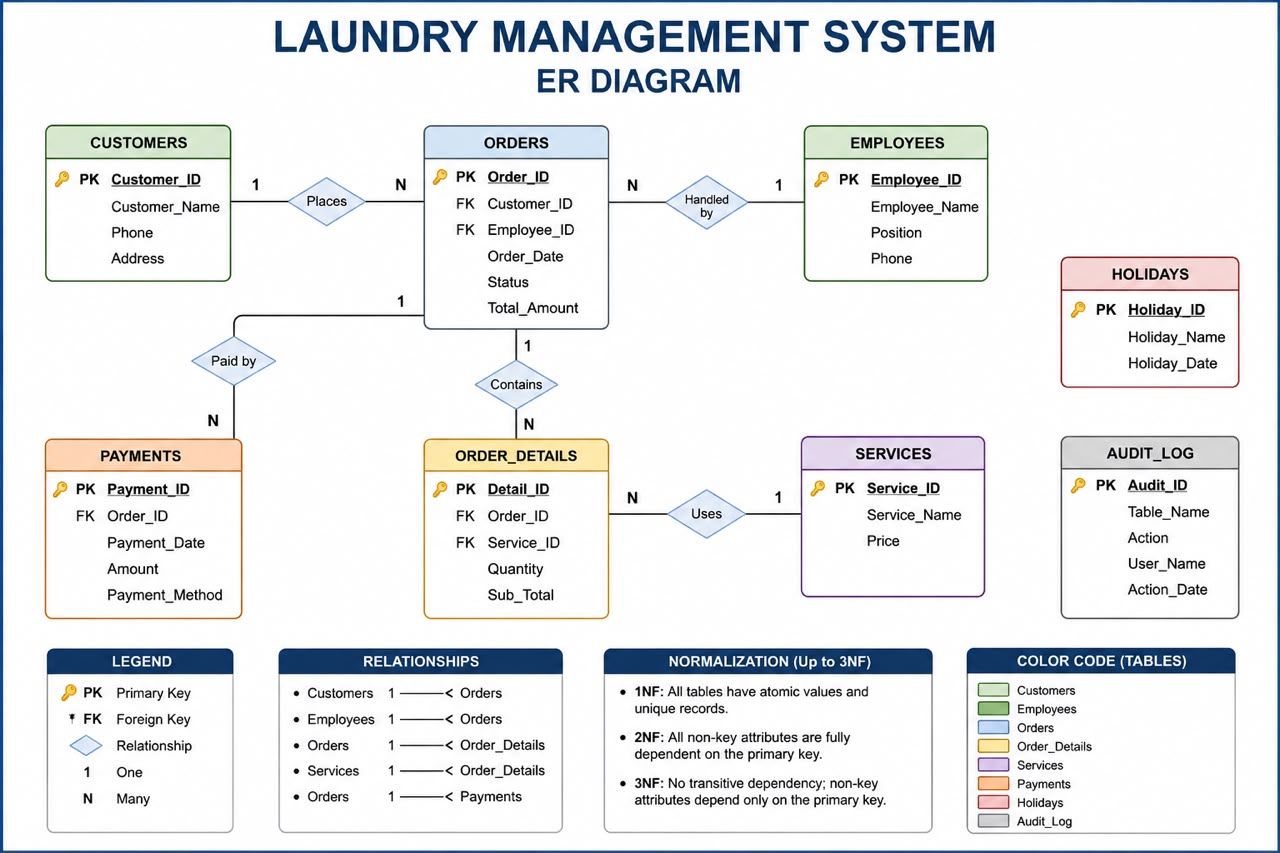 LAUNDRY MANAGEMENT SYSTEM
ER DIAGRAM
CUSTOMERS
PK Customer_ID
Customer_Name
Phone
Address
1
Places
N
ORDERS
PK Order_ID
FK Customer_ID
FK Employee_ID
Order_Date
Status
Total_Amount
N
Handled
by
1
EMPLOYEES
PK Employee_ID
Employee_Name
Position
Phone
HOLIDAYS
PK Holiday_ID
Holiday_Name
Holiday_Date
1
Paid by
N
1
Contains
N
PAYMENTS
PK Payment_ID
FK Order_ID
Payment_Date
Amount
Payment_Method
ORDER_DETAILS
PK Detail_ID
FK Order_ID
FK Service_ID
Quantity
Sub_Total
N
Uses
1
SERVICES
PK Service_ID
Service_Name
Price
AUDIT_LOG
PK Audit_ID
Table_Name
Action
User_Name
Action_Date
LEGEND
PK Primary Key
FK Foreign Key
Relationship
1 One
N Many
RELATIONSHIPS
• Customers 1 ——< Orders
• Employees 1 ——< Orders
• Orders 1 ——< Order_Details
• Services 1 ——< Order_Details
• Orders 1 ——< Payments
NORMALIZATION (Up to 3NF)
• 1NF: All tables have atomic values and
unique records.
• 2NF: All non-key attributes are fully
dependent on the primary key.
• 3NF: No transitive dependency; non-key
attributes depend only on the primary key.
COLOR CODE (TABLES)
Customers
Employees
Orders
Order_Details
Services
Payments
Holidays
Audit_Log